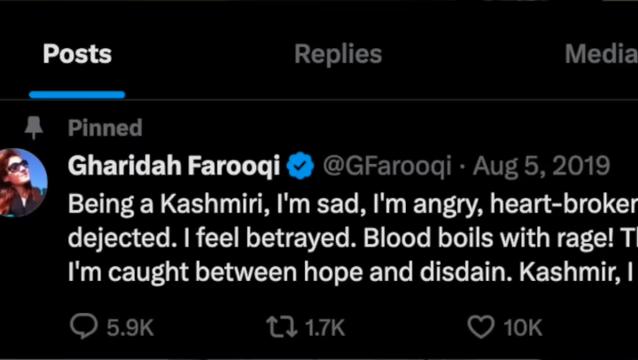 Posts Replies Media
Pinned
Gharidah Farooqi @GFarooqi · Aug 5, 2019
Being a Kashmiri, I'm sad, I'm angry, heart-broken
dejected. I feel betrayed. Blood boils with rage!
I'm caught between hope and disdain. Kashmir, I
5.9K 1.7K 10K